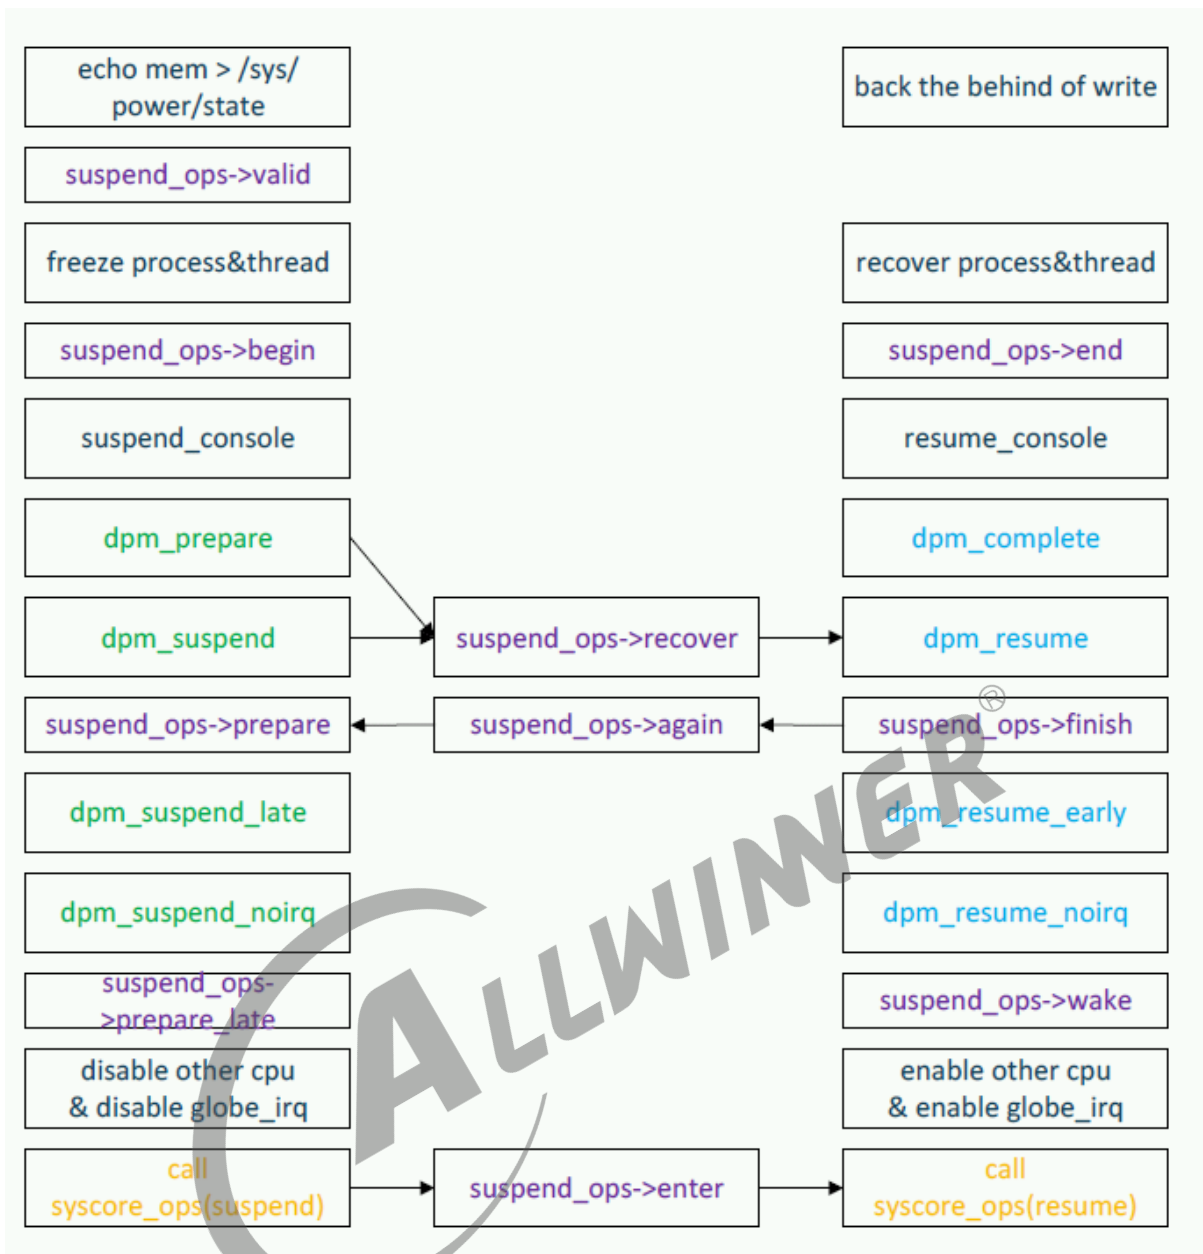 echo mem > /sys/
power/state
back the behind of write
suspend_ops->valid
freeze process&thread
recover process&thread
suspend_ops->begin
suspend_ops->end
suspend_console
resume_console
dpm_prepare
dpm_complete
dpm_suspend
suspend_ops->recover
dpm_resume
suspend_ops->prepare
suspend_ops->again
suspend_ops->finish
dpm_suspend_late
dpm_resume_early
dpm_suspend_noirq
dpm_resume_noirq
suspend_ops-
>prepare_late
suspend_ops->wake
disable other cpu
& disable globe_irq
enable other cpu
& enable globe_irq
call
syscore_ops(suspend)
suspend_ops->enter
call
syscore_ops(resume)
ALLWINNER®